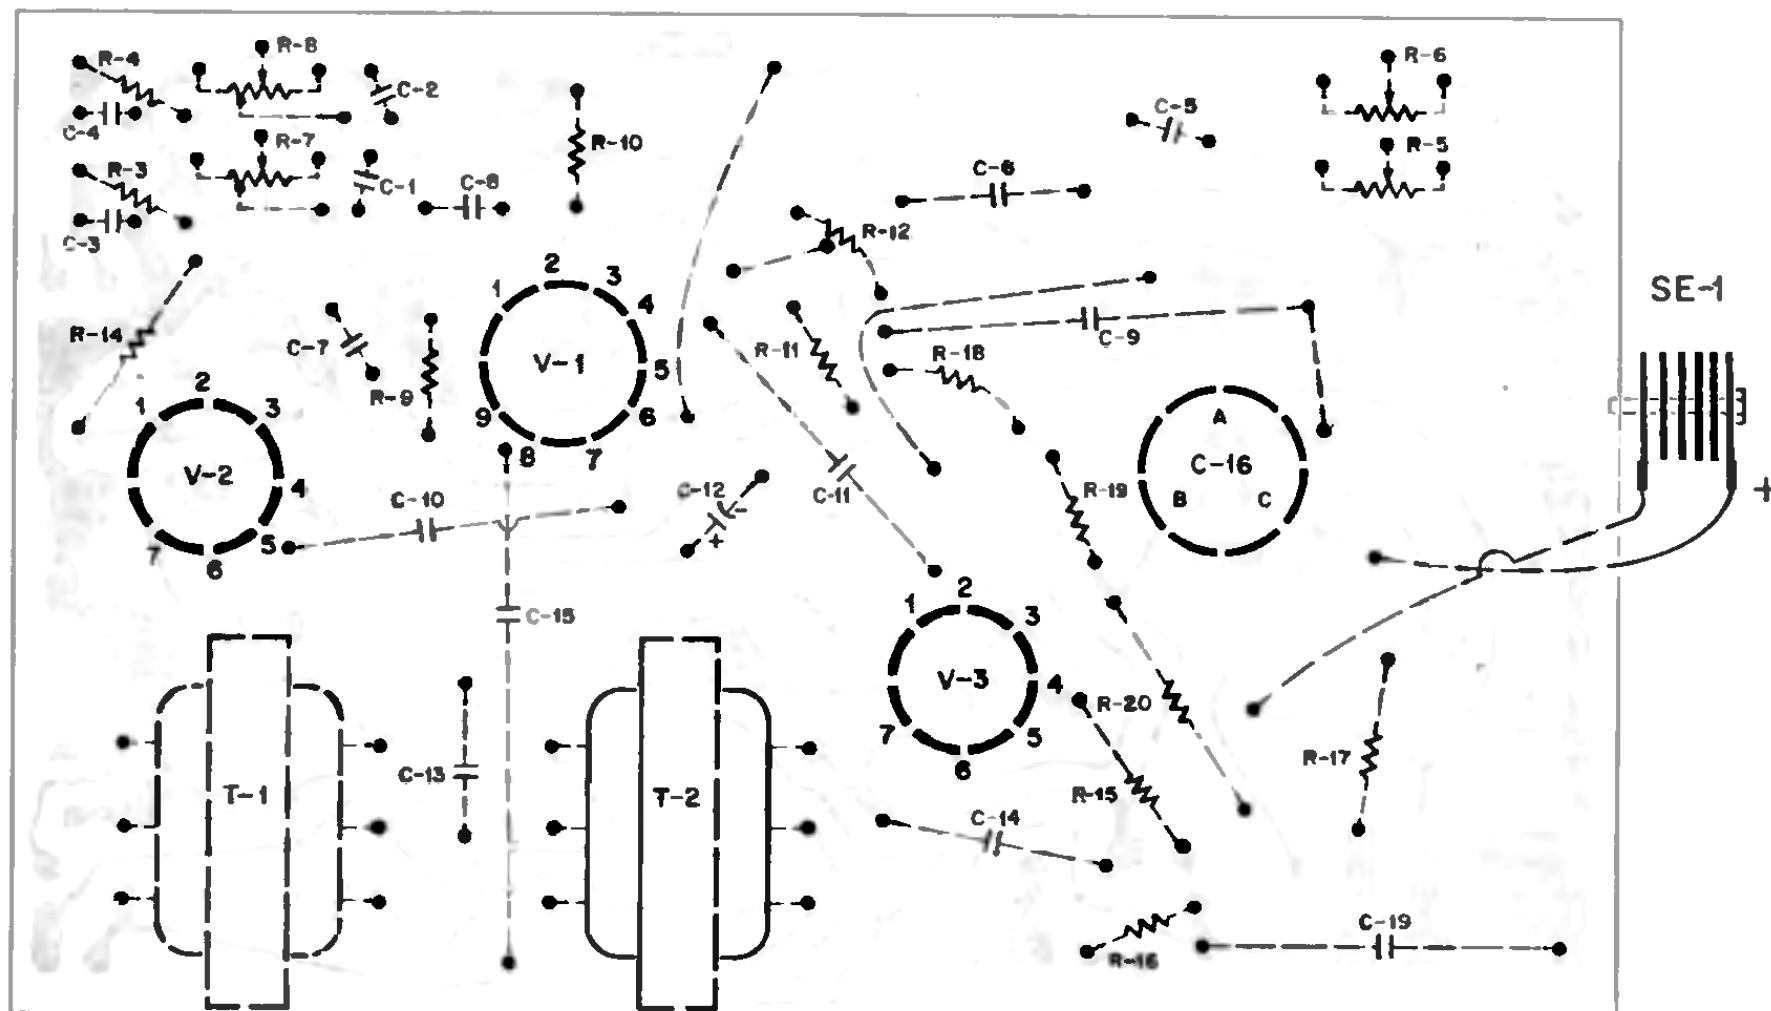 R-4
R-8
C-2
C-4
R-7
R-3
C-1
C-8
C-3
R-10
C-5
R-6
R-5
C-6
R-12
SE-1
R-14
C-7
R-9
1
2
3
4
5
6
7
8
9
V-1
R-11
R-18
C-9
1
2
3
4
5
6
7
V-2
C-10
C-12
+
C-11
R-19
A
C-16
B
C
+
C-15
1
2
3
4
5
6
7
V-3
R-20
C-13
T-1
T-2
R-15
R-17
C-14
R-16
C-19